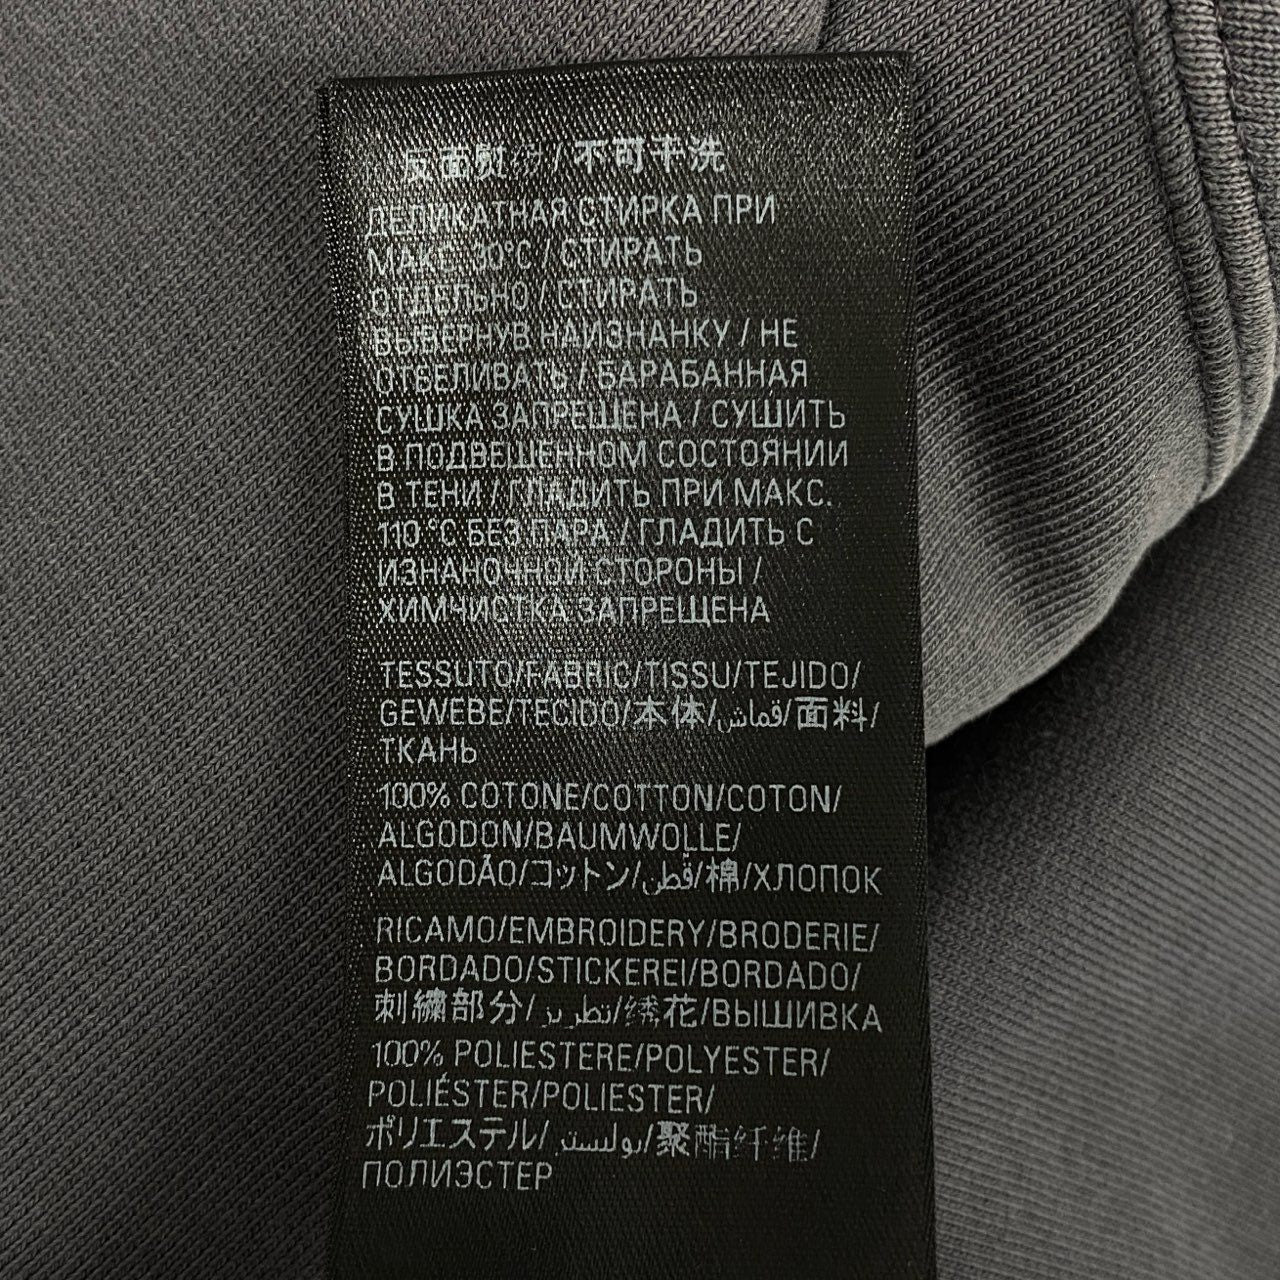 反面熨纺/不可干洗
ДЕЛИКАТНАЯ СТИРКА ПРИ
МАКС 30°C / СТИРАТЬ
ОТДЕЛЬНО / СТИРАТЬ
ВЫВЕРНУВ НАИЗНАНКУ / НЕ
ОТБЕЛИВАТЬ / БАРАБАННАЯ
СУШКА ЗАПРЕЩЕНА / СУШИТЬ
В ПОДВЕШЕННОМ СОСТОЯНИИ
В ТЕНИ / ГЛАДИТЬ ПРИ МАКС.
110 °C БЕЗ ПАРА / ГЛАДИТЬ С
ИЗНАНОЧНОЙ СТОРОНЫ /
ХИМЧИСТКА ЗАПРЕЩЕНА
TESSUTO/FABRIC/TISSU/TEJIDO/
GEWEBE/TECIDO/本体/قماش/面料/
ТКАНЬ
100% COTONE/COTTON/COTON/
ALGODON/BAUMWOLLE/
ALGODÃO/コットン/قطن/棉/ХЛОПОК
RICAMO/EMBROIDERY/BRODERIE/
BORDADO/STICKEREI/BORDADO/
刺繍部分/تطريز/绣花/ВЫШИВКА
100% POLIESTERE/POLYESTER/
POLIÉSTER/POLIESTER/
ポリエステル/بوليستر/聚酯纤维/
ПОЛИЭСТЕР